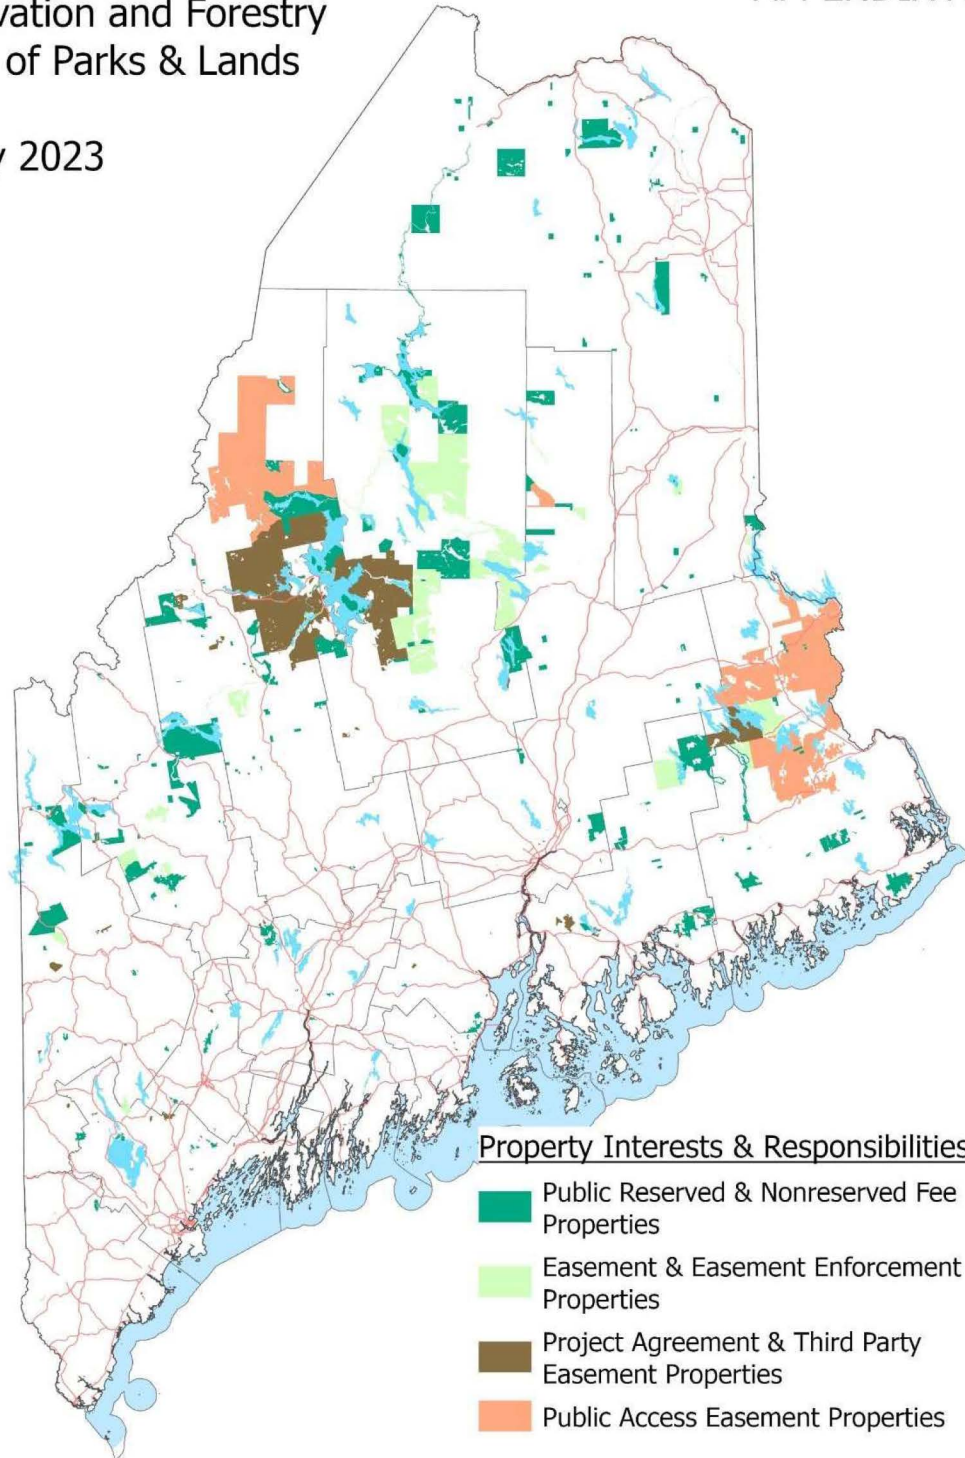 vation and Forestry
of Parks & Lands
2023
Property Interests & Responsibilities
Public Reserved & Nonreserved Fee
Properties
Easement & Easement Enforcement
Properties
Project Agreement & Third Party
Easement Properties
Public Access Easement Properties